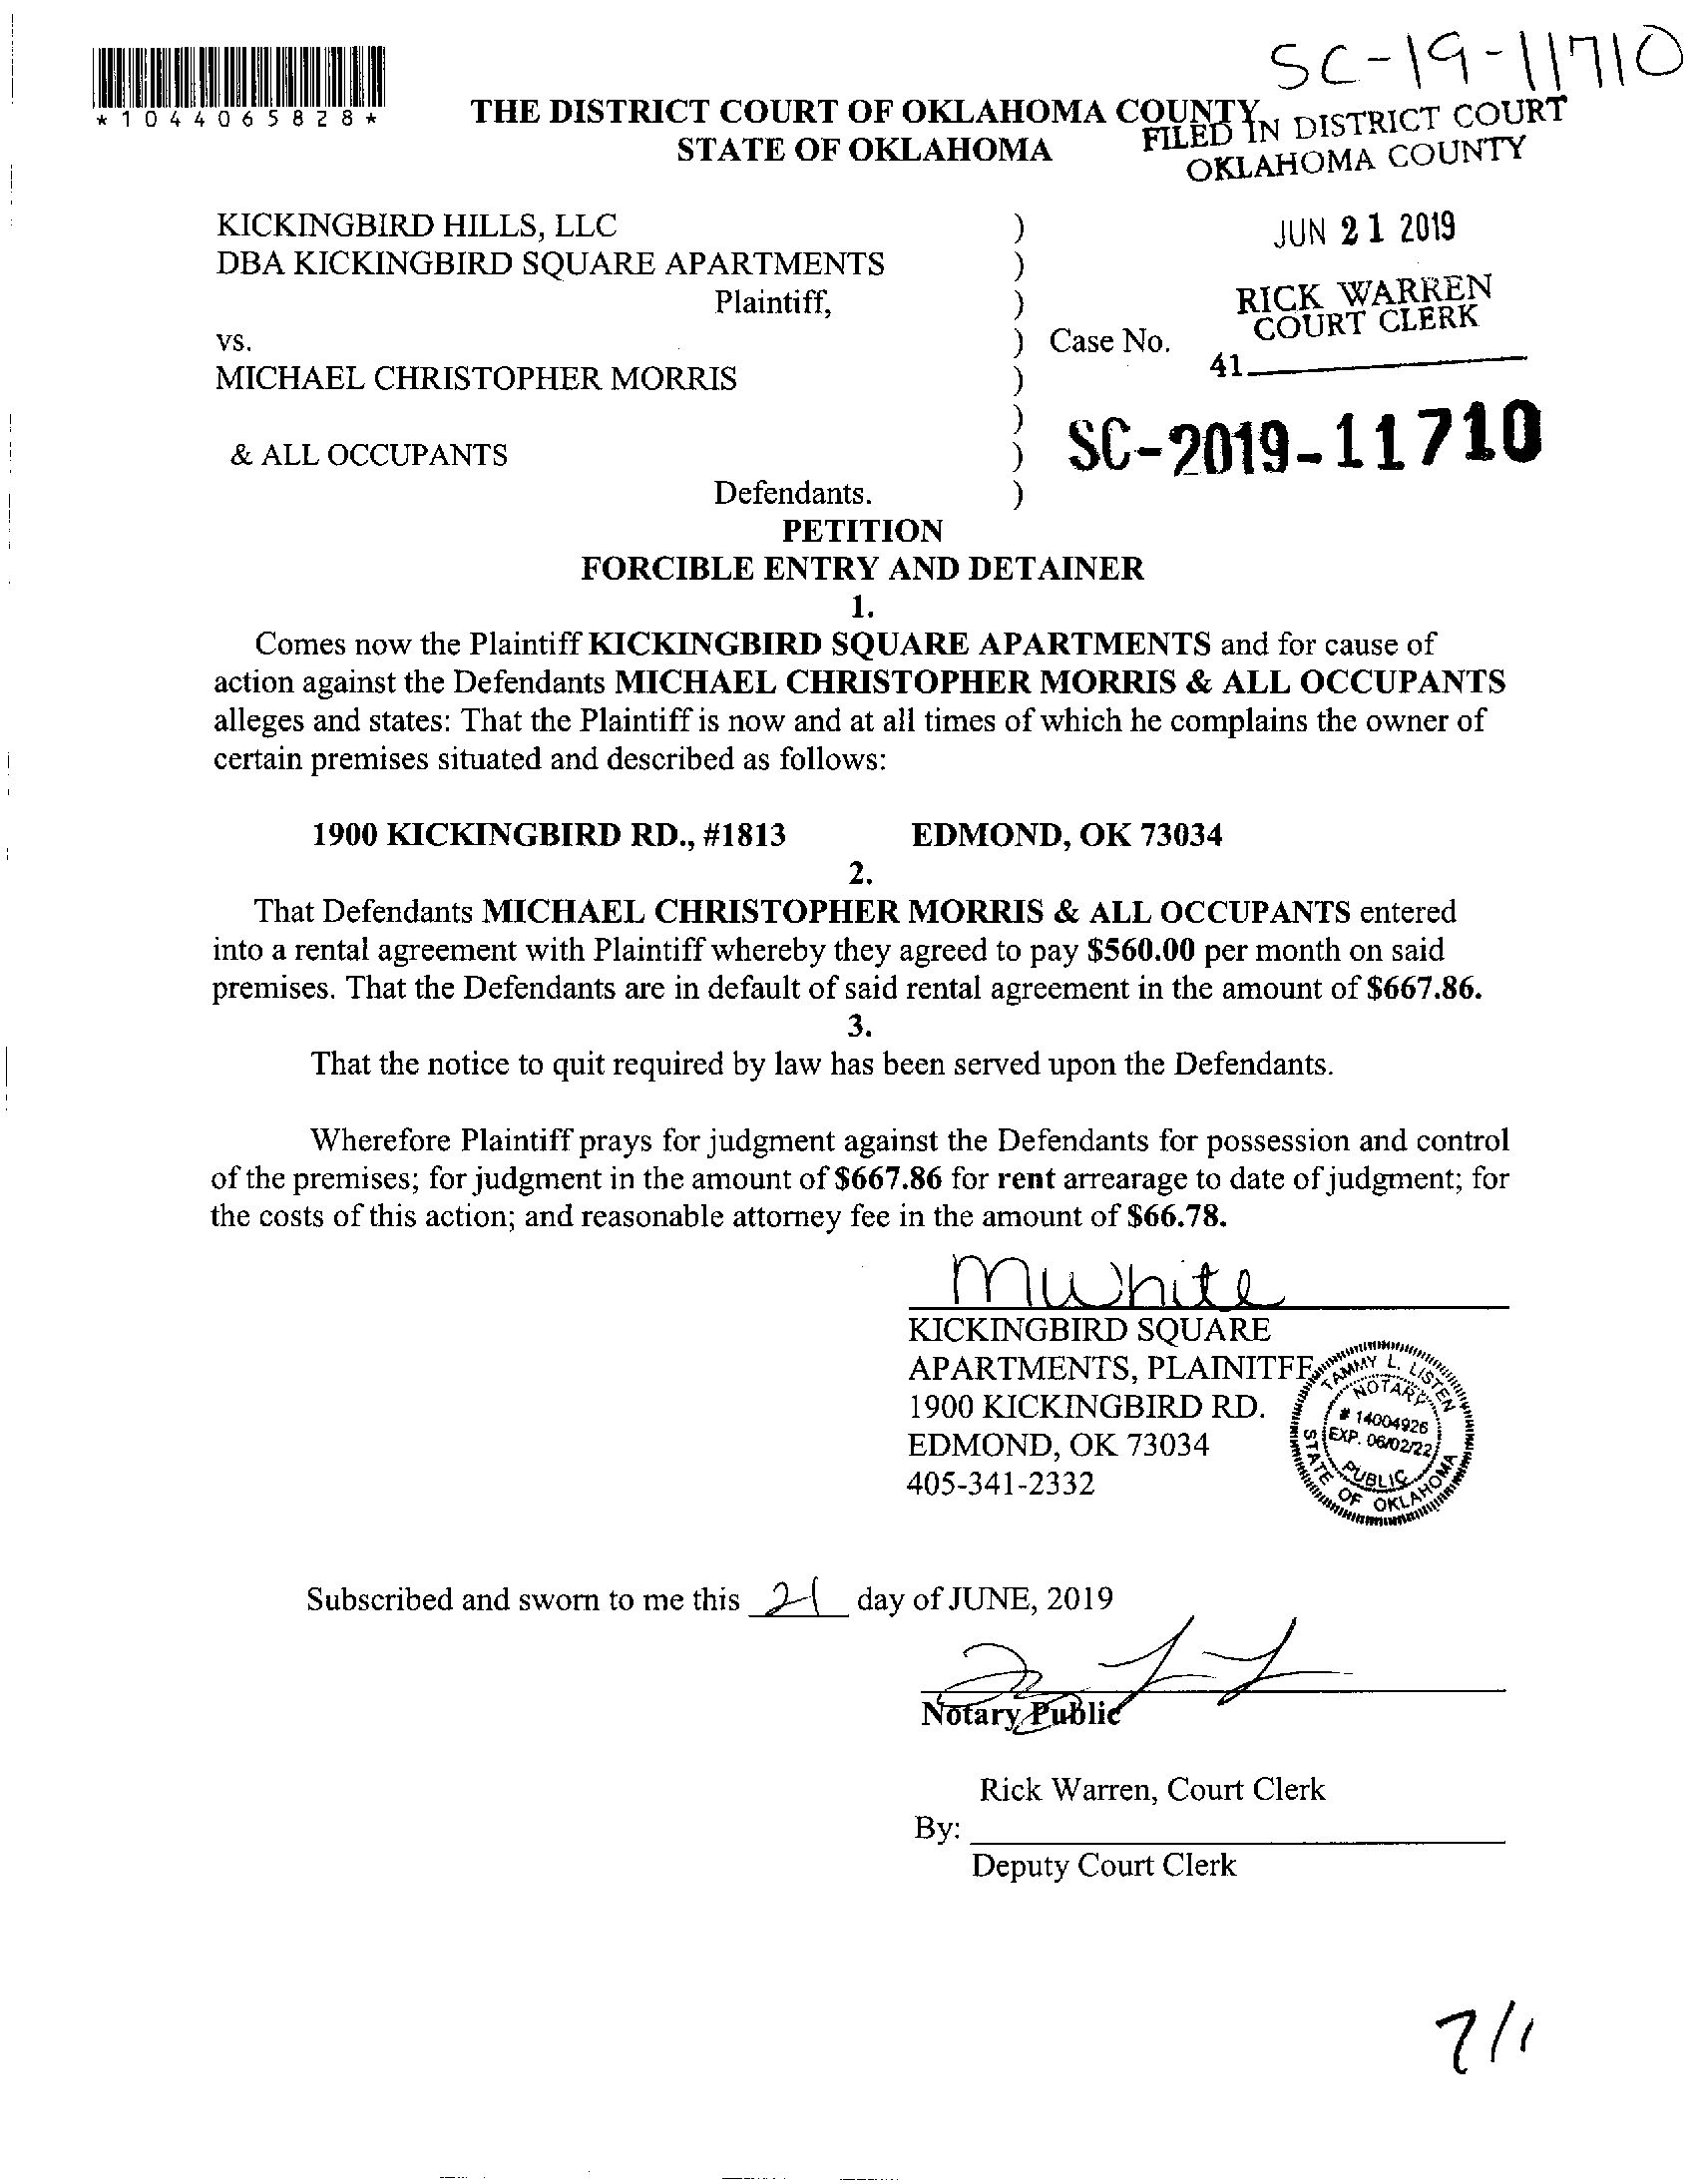 SC-19-11710
*1044065828*
THE DISTRICT COURT OF OKLAHOMA COUNTY
STATE OF OKLAHOMA
FILED IN DISTRICT COURT
OKLAHOMA COUNTY
JUN 21 2019
RICK WARREN
COURT CLERK
41
KICKINGBIRD HILLS, LLC )
DBA KICKINGBIRD SQUARE APARTMENTS )
Plaintiff, )
vs. ) Case No.
MICHAEL CHRISTOPHER MORRIS )
)
& ALL OCCUPANTS ) SC-2019-11710
Defendants. )
PETITION
FORCIBLE ENTRY AND DETAINER
1.
Comes now the Plaintiff KICKINGBIRD SQUARE APARTMENTS and for cause of
action against the Defendants MICHAEL CHRISTOPHER MORRIS & ALL OCCUPANTS
alleges and states: That the Plaintiff is now and at all times of which he complains the owner of
certain premises situated and described as follows:
1900 KICKINGBIRD RD., #1813 EDMOND, OK 73034
2.
That Defendants MICHAEL CHRISTOPHER MORRIS & ALL OCCUPANTS entered
into a rental agreement with Plaintiff whereby they agreed to pay $560.00 per month on said
premises. That the Defendants are in default of said rental agreement in the amount of $667.86.
3.
That the notice to quit required by law has been served upon the Defendants.
Wherefore Plaintiff prays for judgment against the Defendants for possession and control
of the premises; for judgment in the amount of $667.86 for rent arrearage to date of judgment; for
the costs of this action; and reasonable attorney fee in the amount of $66.78.
MWhite
KICKINGBIRD SQUARE
APARTMENTS, PLAINITFF
1900 KICKINGBIRD RD.
EDMOND, OK 73034
405-341-2332
TAMMY L. LISTEN
NOTARY
# 14004926
EXP. 06/02/22
PUBLIC
STATE OF OKLAHOMA
Subscribed and sworn to me this 21 day of JUNE, 2019
Notary Public
Rick Warren, Court Clerk
By:
Deputy Court Clerk
7/1